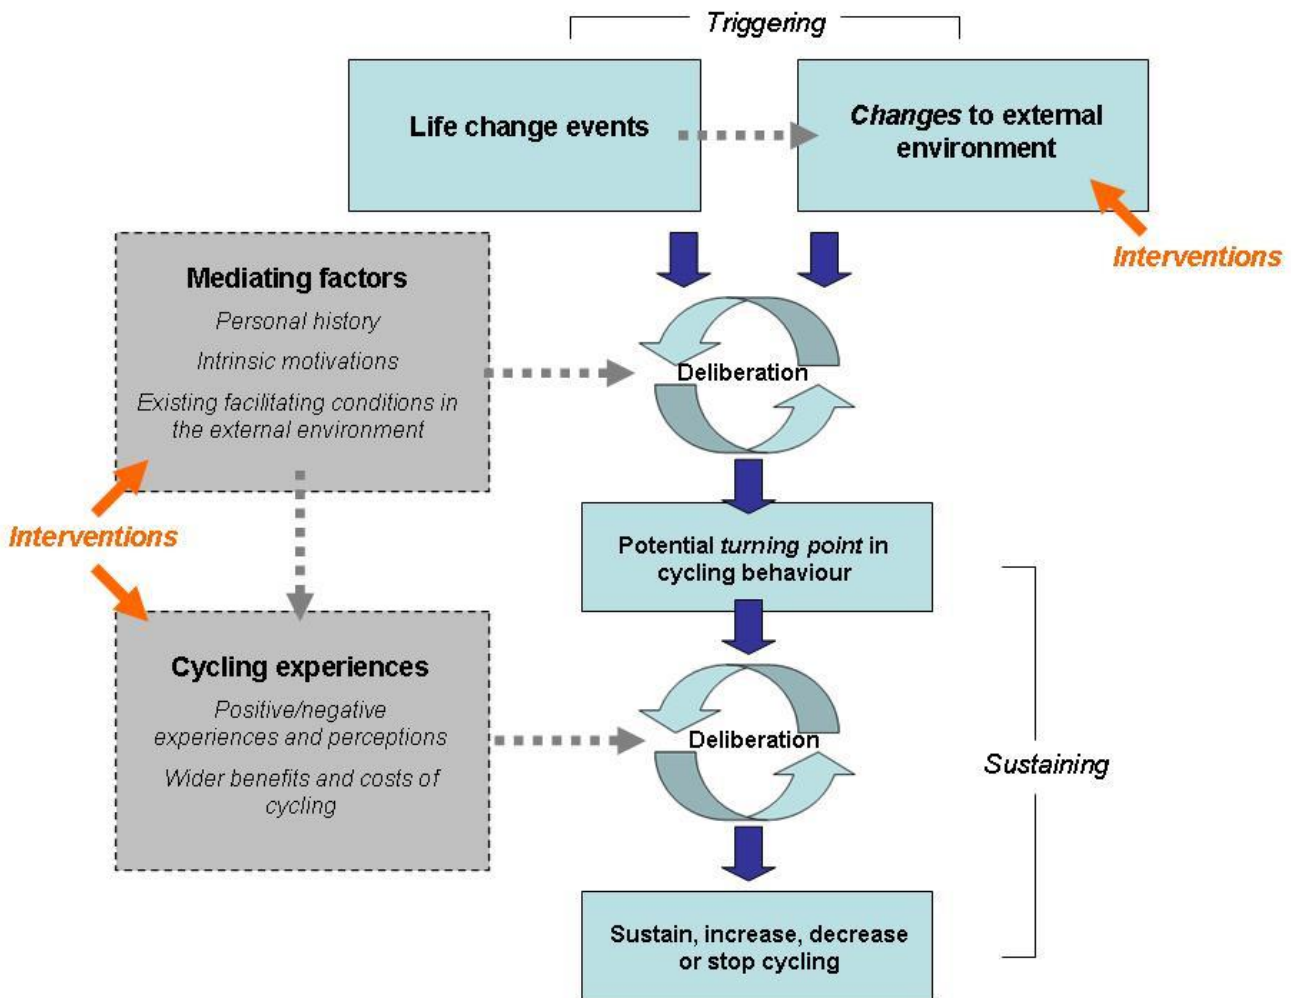 Triggering
Life change events
Changes to external
environment
Interventions
Mediating factors
Personal history
Intrinsic motivations
Existing facilitating conditions in
the external environment
Deliberation
Interventions
Potential turning point in
cycling behaviour
Cycling experiences
Positive/negative
experiences and perceptions
Wider benefits and costs of
cycling
Deliberation
Sustaining
Sustain, increase, decrease
or stop cycling